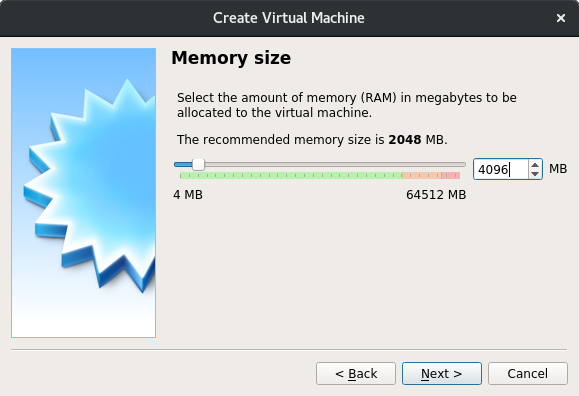 Create Virtual Machine
Memory size
Select the amount of memory (RAM) in megabytes to be
allocated to the virtual machine.
The recommended memory size is 2048 MB.
4096 MB
4 MB 64512 MB
< Back Next > Cancel